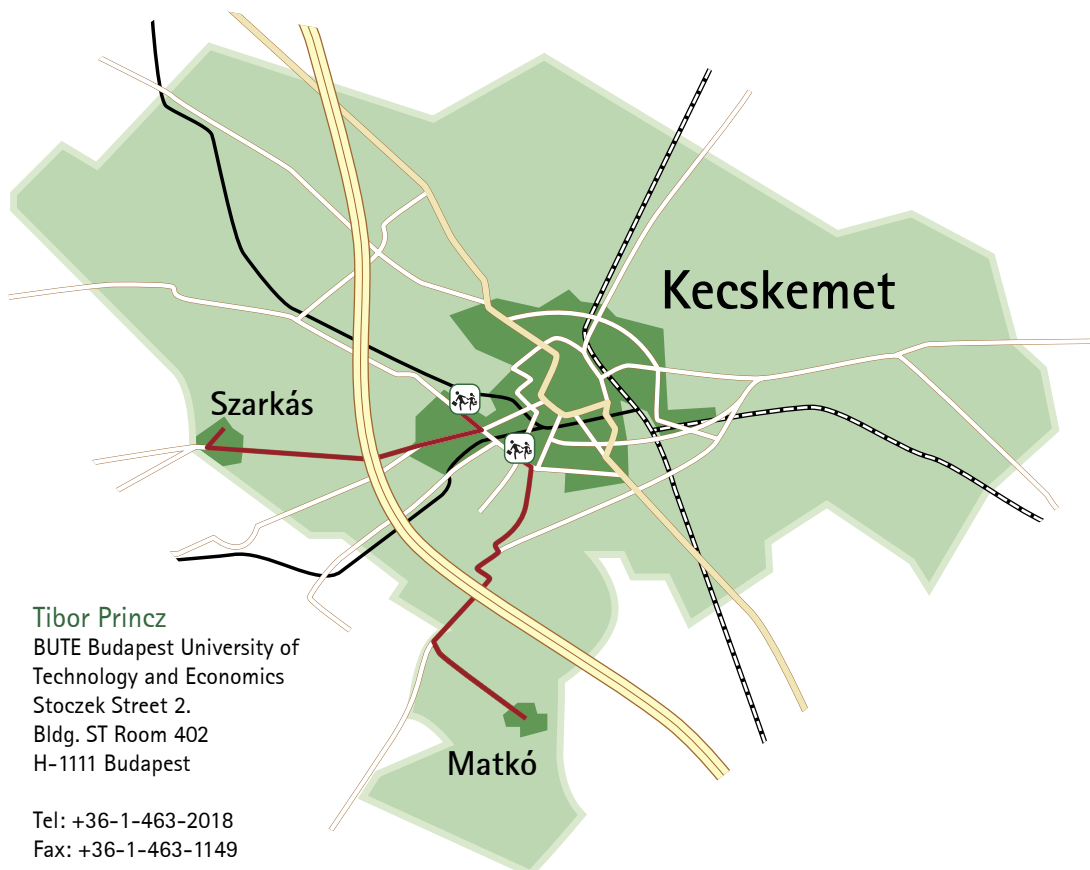 Kecskemet
Szarkás
Matkó
Tibor Princz
BUTE Budapest University of
Technology and Economics
Stoczek Street 2.
Bldg. ST Room 402
H-1111 Budapest
Tel: +36-1-463-2018
Fax: +36-1-463-1149